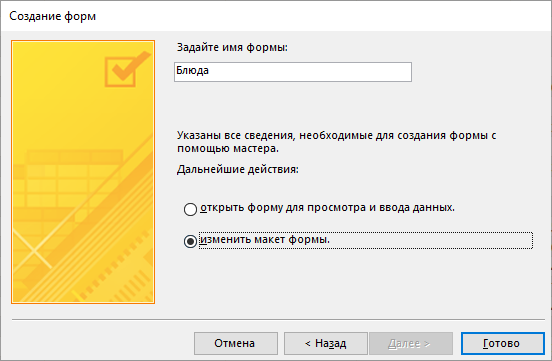 Создание форм
Задайте имя формы:
Блюда
Указаны все сведения, необходимые для создания формы с
помощью мастера.
Дальнейшие действия:
открыть форму для просмотра и ввода данных.
изменить макет формы.
Отмена
< Назад
Далее >
Готово